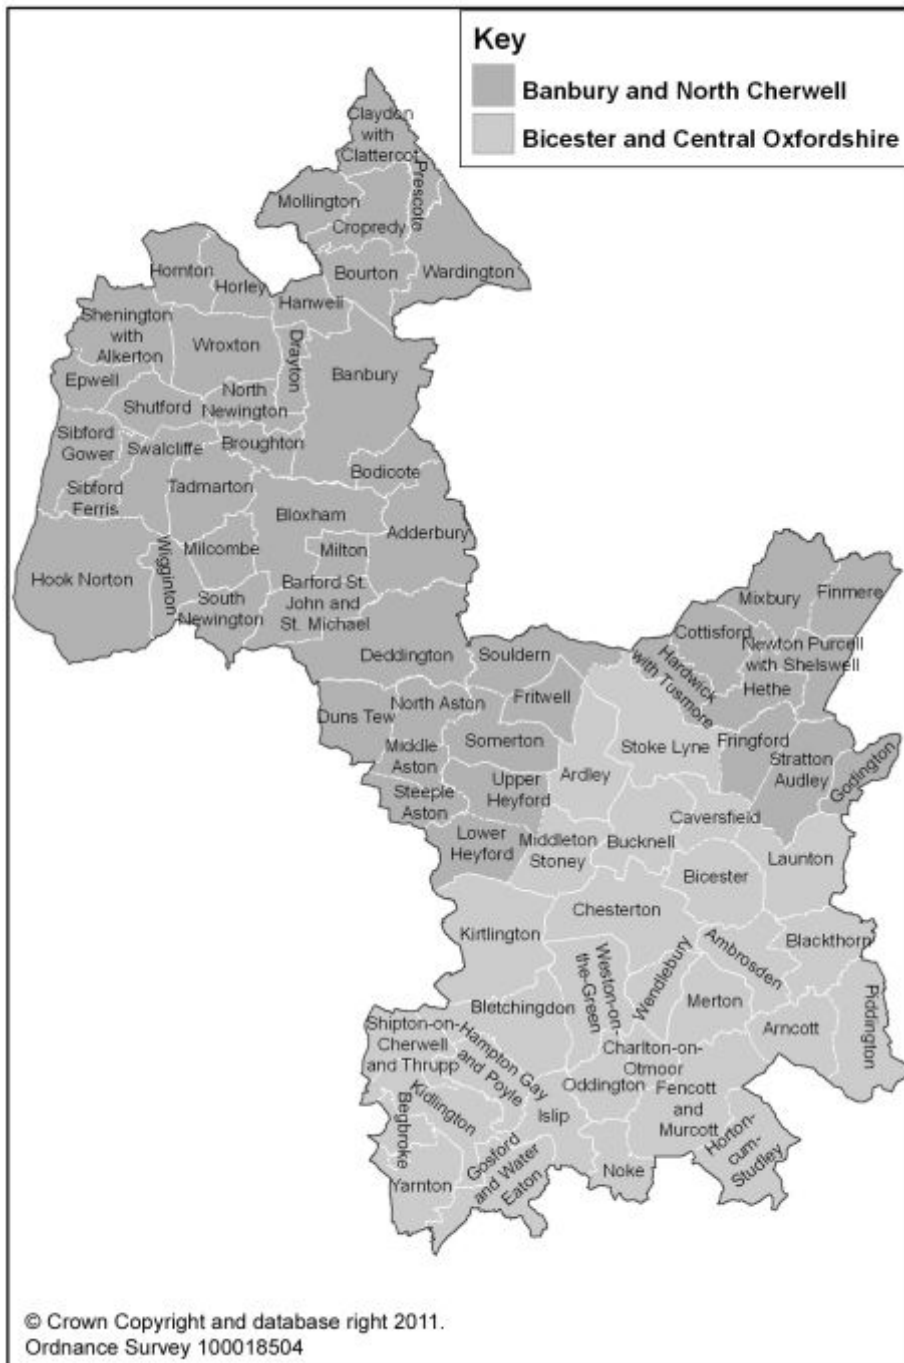 Key
Banbury and North Cherwell
Bicester and Central Oxfordshire
Claydon
with
Clattercot
Prescote
Mollington
Cropredy
Bourton
Wardington
Hornton
Horley
Hanwell
Shenington
with
Alkerton
Wroxton
Drayton
Banbury
Epwell
Shutford
North
Newington
Sibford
Gower
Swalcliffe
Broughton
Bodicote
Sibford
Ferris
Tadmarton
Bloxham
Adderbury
Hook Norton
Wigginton
Milcombe
Milton
South
Newington
Barford St.
John and
St. Michael
Deddington
Souldern
Mixbury
Finmere
Cottisford
Newton Purcell
with Shelswell
Hardwick
with Tusmore
Hethe
Duns Tew
North Aston
Fritwell
Middle
Aston
Somerton
Stoke Lyne
Fringford
Stratton
Audley
Godington
Ardley
Steeple
Aston
Upper
Heyford
Caversfield
Lower
Heyford
Middleton
Stoney
Bucknell
Launton
Bicester
Chesterton
Kirtlington
Weston-on-
the-Green
Wendlebury
Ambrosden
Blackthorn
Piddington
Bletchingdon
Merton
Arncott
Shipton-on-
Cherwell
and Thrupp
Hampton Gay
and Poyle
Charlton-on-
Otmoor
Oddington
Fencott
and
Murcott
Kidlington
Islip
Begbroke
Horton-
cum-
Studley
Gosford
and Water
Eaton
Noke
Yarnton
© Crown Copyright and database right 2011.
Ordnance Survey 100018504